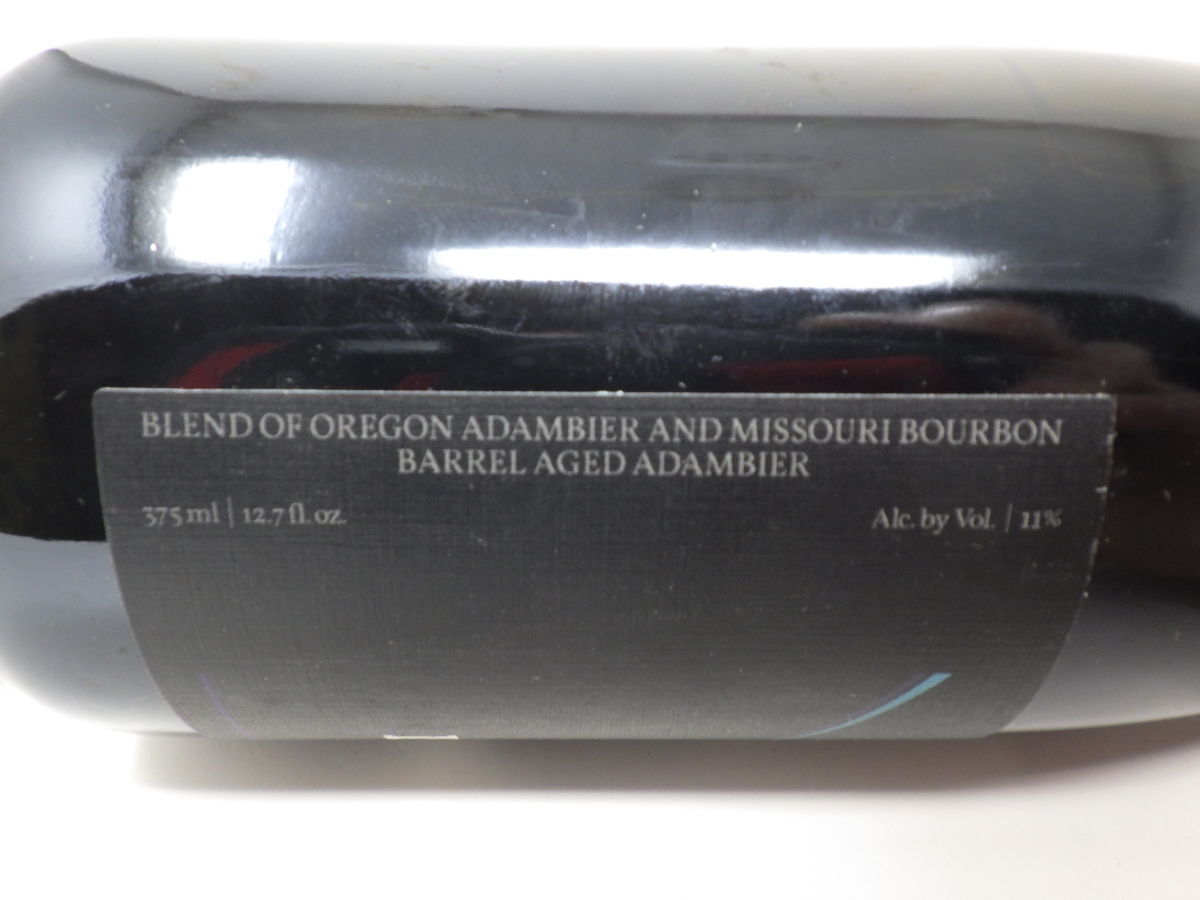 BLEND OF OREGON ADAMBIER AND MISSOURI BOURBON
BARREL AGED ADAMBIER
375 ml | 12.7 fl. oz.
Alc. by Vol. | 11%